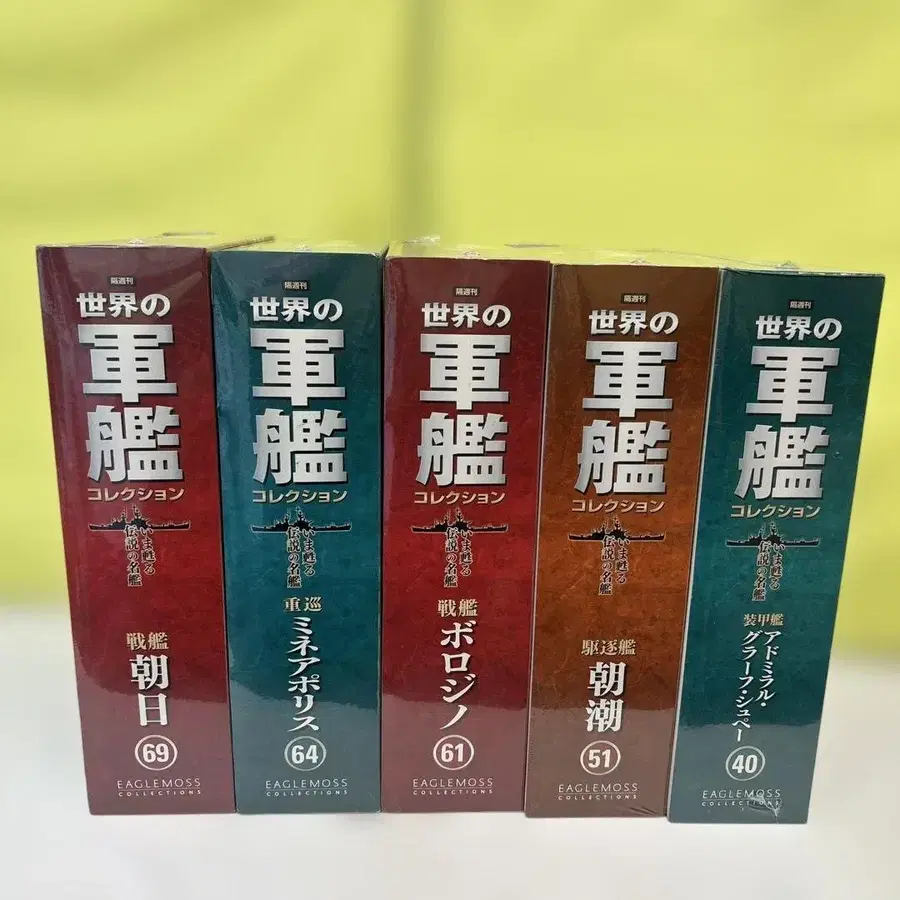 隔週刊
世界の
軍艦
コレクション
いま甦る
伝説の名艦
戦艦
朝日
69
EAGLEMOSS
COLLECTIONS
隔週刊
世界の
軍艦
コレクション
いま甦る
伝説の名艦
重巡
ミネアポリス
64
EAGLEMOSS
COLLECTIONS
隔週刊
世界の
軍艦
コレクション
いま甦る
伝説の名艦
戦艦
ボロジノ
61
EAGLEMOSS
COLLECTIONS
隔週刊
世界の
軍艦
コレクション
いま甦る
伝説の名艦
駆逐艦
朝潮
51
EAGLEMOSS
COLLECTIONS
隔週刊
世界の
軍艦
コレクション
いま甦る
伝説の名艦
装甲艦
アドミラル・
グラーフ・シュペー
40
EAGLEMOSS
COLLECTIONS